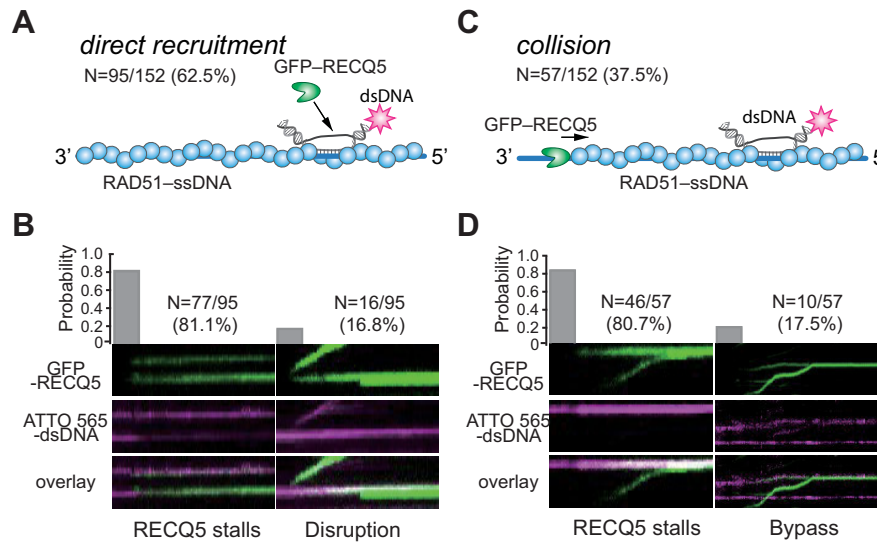 A
direct recruitment
N=95/152 (62.5%)
GFP–RECQ5
dsDNA
3’
5’
RAD51–ssDNA
B
Probability
1.0
0.8
0.6
0.4
0.2
0
N=77/95
(81.1%)
N=16/95
(16.8%)
GFP
-RECQ5
ATTO 565
-dsDNA
overlay
RECQ5 stalls
Disruption
C
collision
N=57/152 (37.5%)
GFP–RECQ5
dsDNA
3’
5
RAD51–ssDNA
D
Probability
1.0
0.8
0.6
0.4
0.2
0
N=46/57
(80.7%)
N=10/57
(17.5%)
GFP
-RECQ5
ATTO 565
-dsDNA
overlay
RECQ5 stalls
Bypass